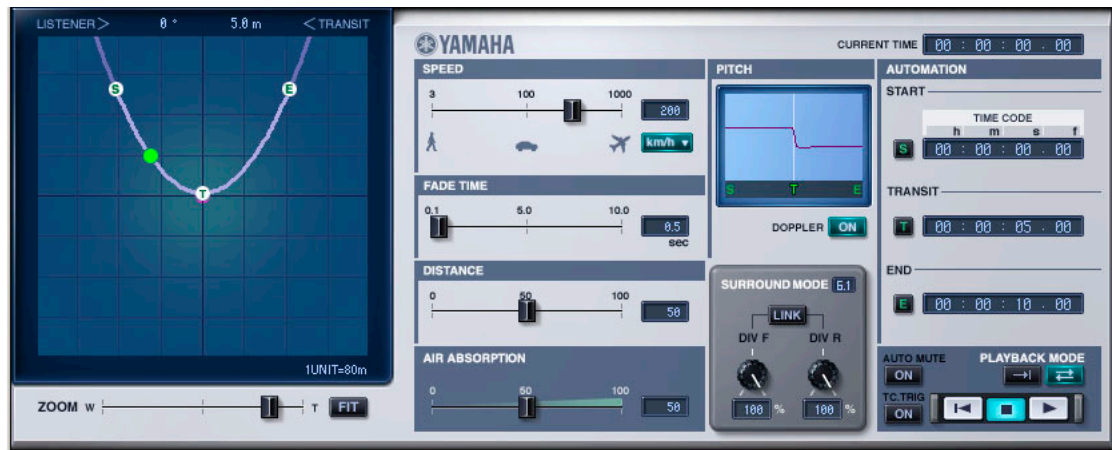 LISTENER> 0 ° 5.0 m <TRANSIT
S E
T
1UNIT=80m
ZOOM W T FIT
YAMAHA
CURRENT TIME 00 : 00 : 00 . 00
SPEED
3 100 1000
200
km/h ▼
FADE TIME
0.1 5.0 10.0
0.5
sec
DISTANCE
0 50 100
50
AIR ABSORPTION
0 50 100
50
PITCH
S T E
DOPPLER ON
SURROUND MODE 5.1
LINK
DIV F DIV R
100 % 100 %
AUTOMATION
START
TIME CODE
h m s f
S 00 : 00 : 00 . 00
TRANSIT
T 00 : 00 : 05 . 00
END
E 00 : 00 : 10 . 00
AUTO MUTE PLAYBACK MODE
ON
TC.TRIG
ON